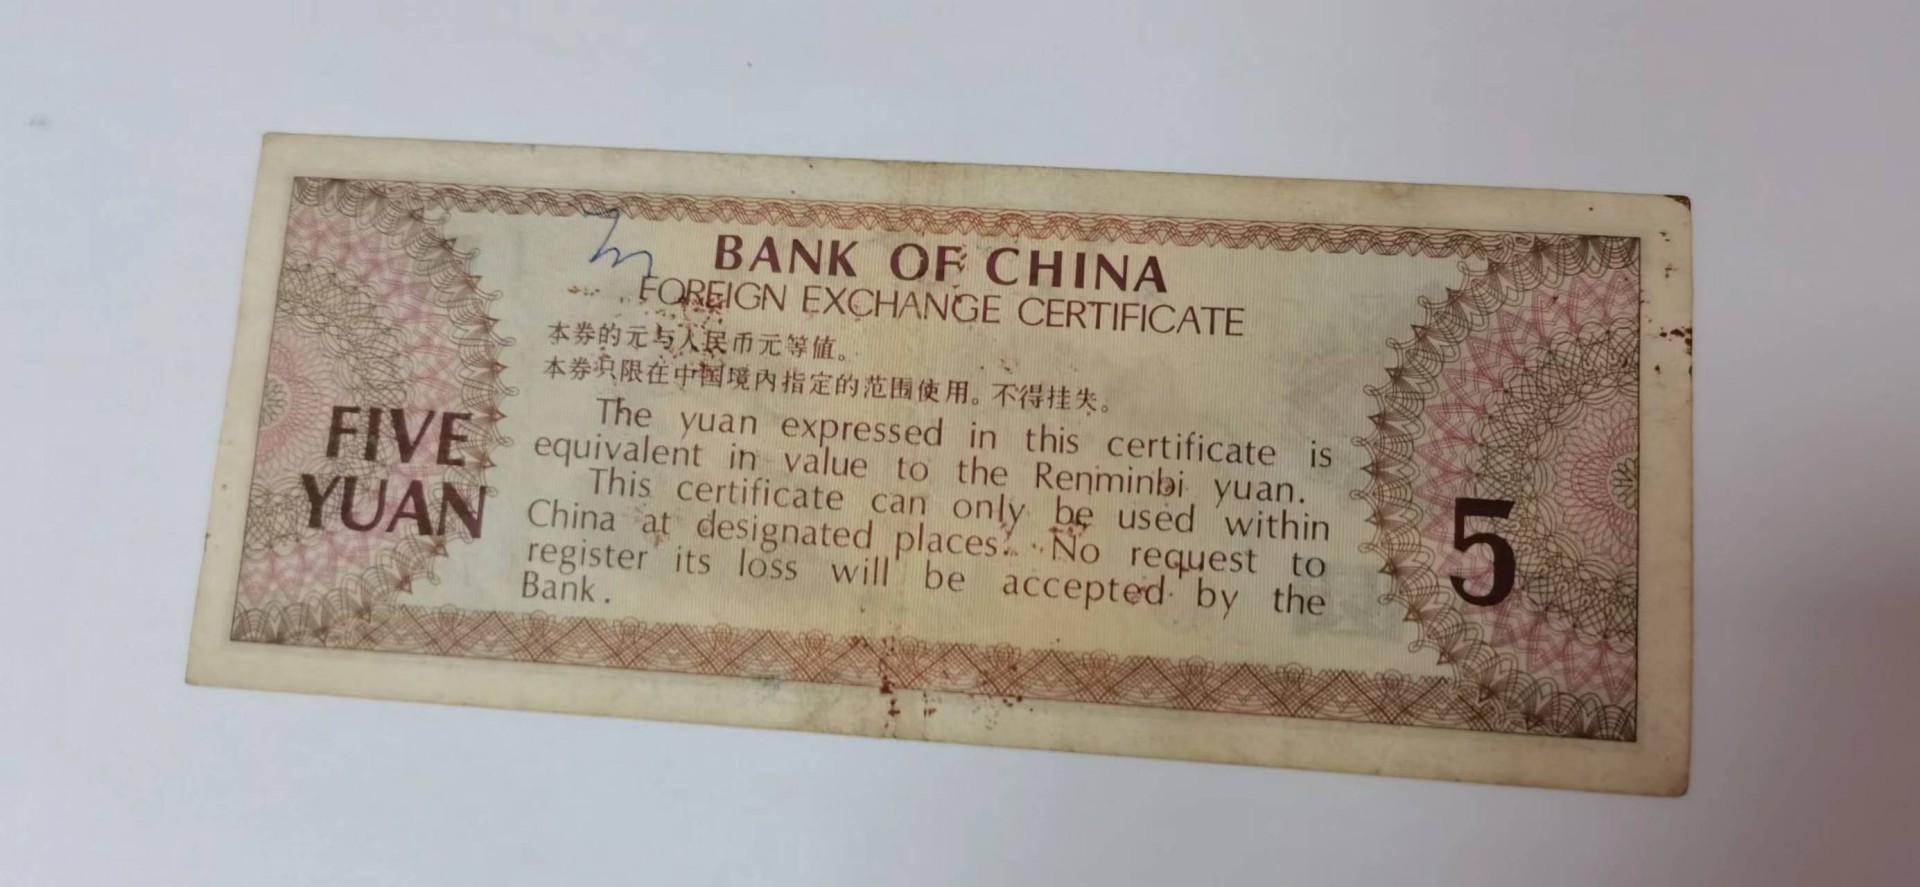 BANK OF CHINA
FOREIGN EXCHANGE CERTIFICATE
本券的元与人民币元等值。
本券只限在中国境内指定的范围使用。不得挂失。
The yuan expressed in this certificate is
equivalent in value to the Renminbi yuan.
This certificate can only be used within
China at designated places. No request to
register its loss will be accepted by the
Bank.
FIVE
YUAN
5